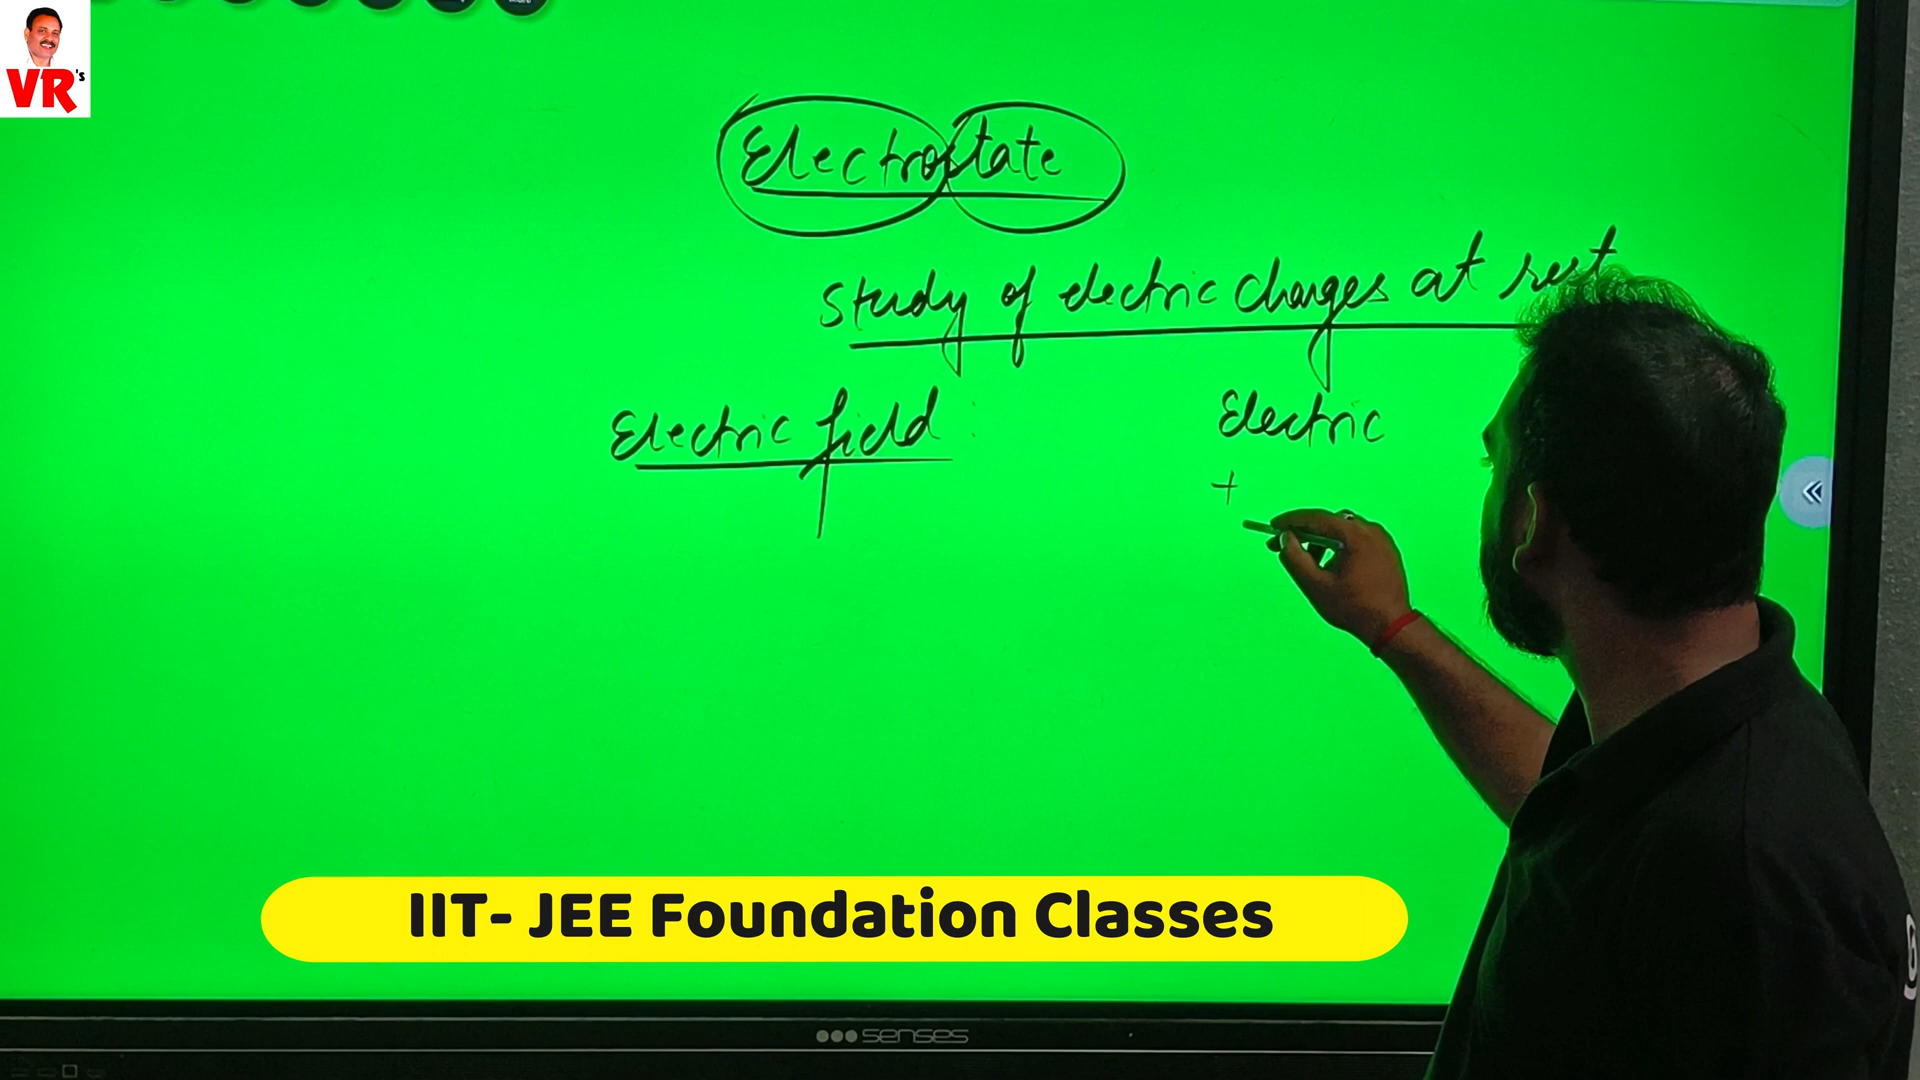 VR's
Electrostate
Study of electric charges at rest
Electric field :
Electric
+
IIT- JEE Foundation Classes
senses